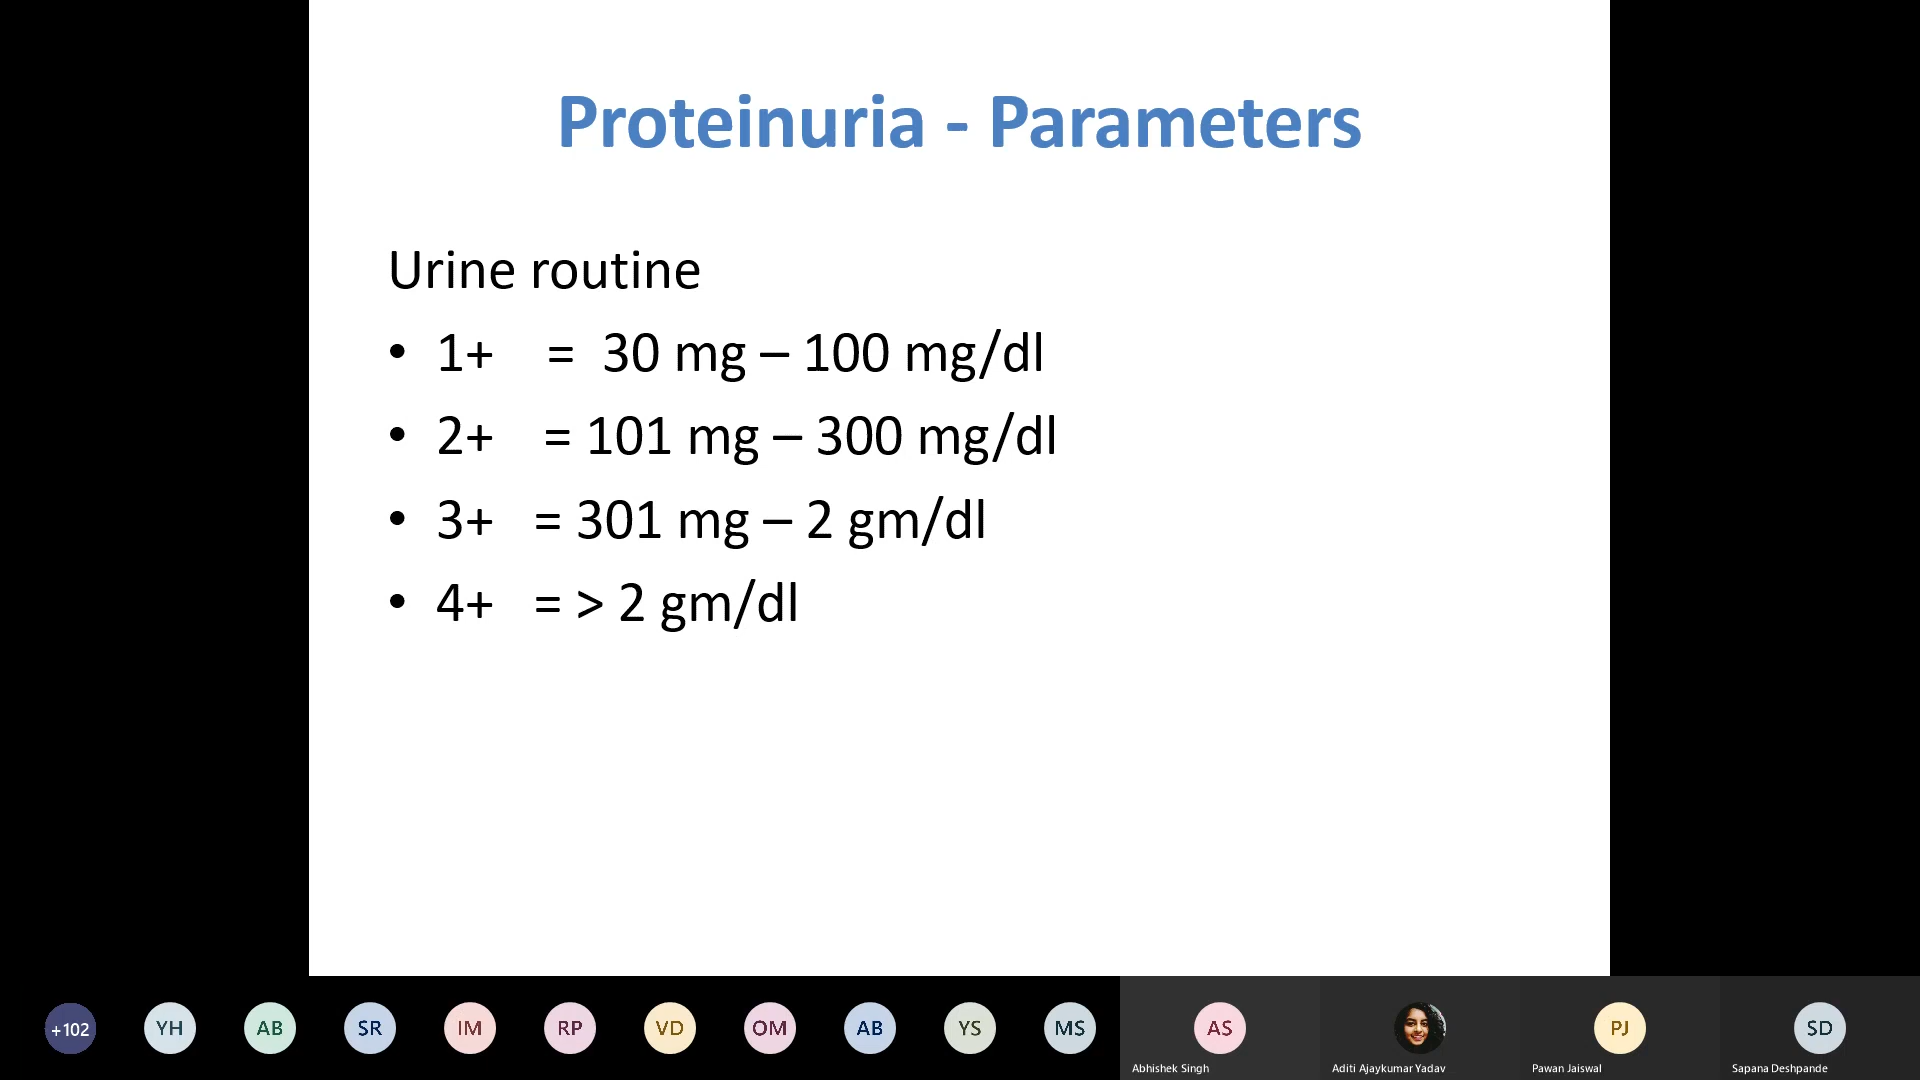 Proteinuria - Parameters
Urine routine
• 1+ = 30 mg – 100 mg/dl
• 2+ = 101 mg – 300 mg/dl
• 3+ = 301 mg – 2 gm/dl
• 4+ = > 2 gm/dl
+102 YH AB SR IM RP VD OM AB YS MS AS PJ SD
Abhishek Singh Aditi Ajaykumar Yadav Pawan Jaiswal Sapana Deshpande